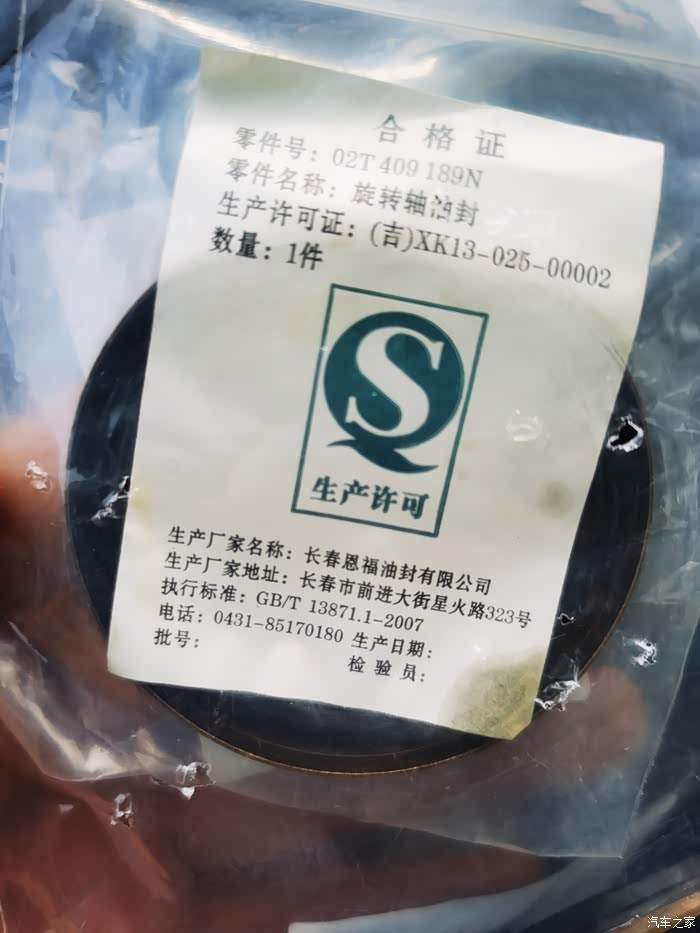 合格证
零件号：02T 409 189N
零件名称：旋转轴油封
生产许可证：(吉)XK13-025-00002
数量：1件
生产许可
生产厂家名称：长春恩福油封有限公司
生产厂家地址：长春市前进大街星火路323号
执行标准：GB/T 13871.1-2007
电话：0431-85170180 生产日期：
批号：
检验员：
汽车之家